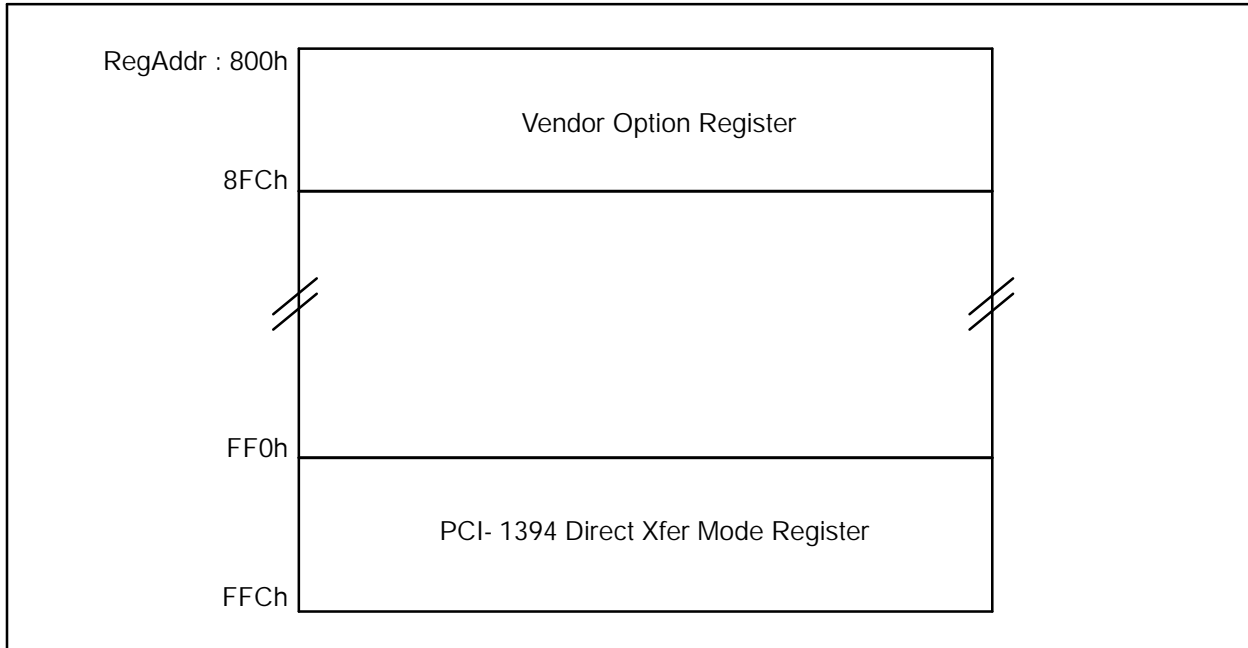 RegAddr : 800h
Vendor Option Register
8FCh
FF0h
PCI- 1394 Direct Xfer Mode Register
FFCh